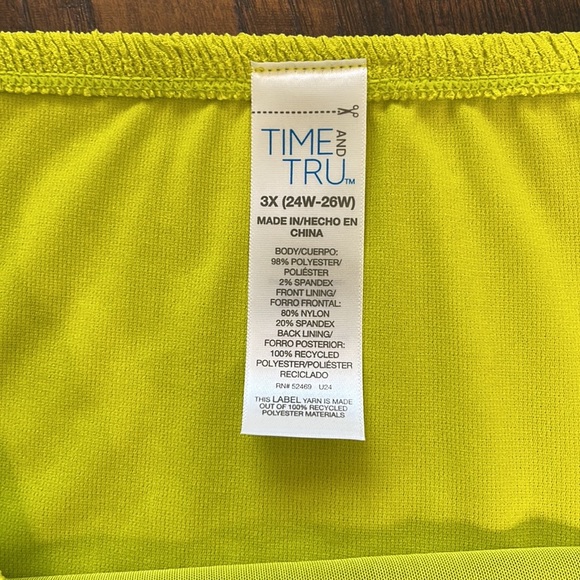 TIME AND
TRU™
3X (24W-26W)
MADE IN/HECHO EN
CHINA
BODY/CUERPO:
98% POLYESTER/
POLIÉSTER
2% SPANDEX
FRONT LINING/
FORRO FRONTAL:
80% NYLON
20% SPANDEX
BACK LINING/
FORRO POSTERIOR:
100% RECYCLED
POLYESTER/POLIÉSTER
RECICLADO
RN# 52469 U24
THIS LABEL YARN IS MADE
OUT OF 100% RECYCLED
POLYESTER MATERIALS